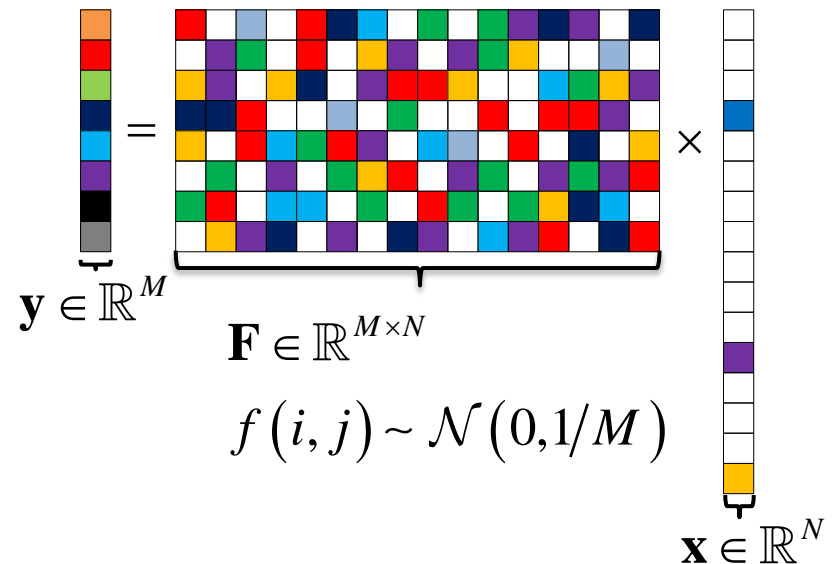 =
×
𝐲 ∈ ℝ^M
𝐅 ∈ ℝ^{M×N}
f(i, j) ~ 𝒩(0,1/M)
𝐱 ∈ ℝ^N